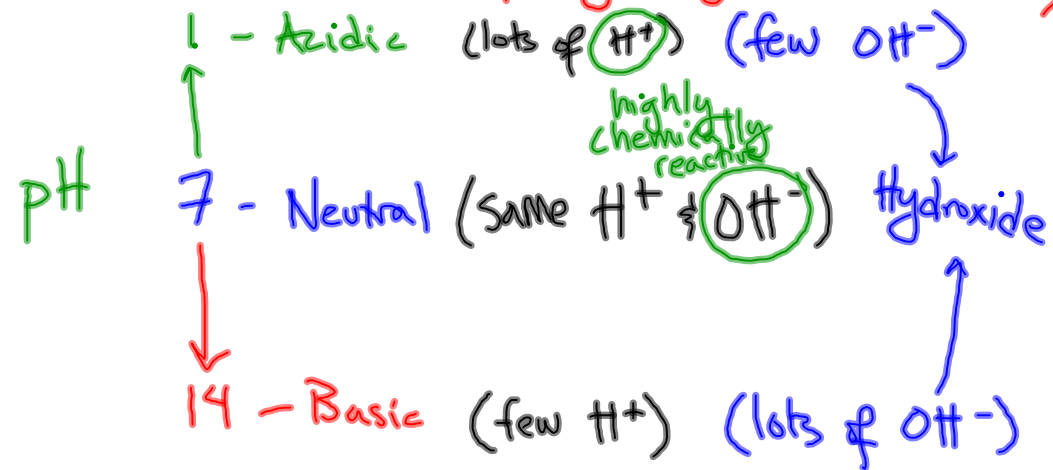 1 - Azidic (lots of H⁺) (few OH⁻)
highly
chemically
reactive
pH 7 - Neutral (same H⁺ & OH⁻) Hydroxide
14 - Basic (few H⁺) (lots of OH⁻)